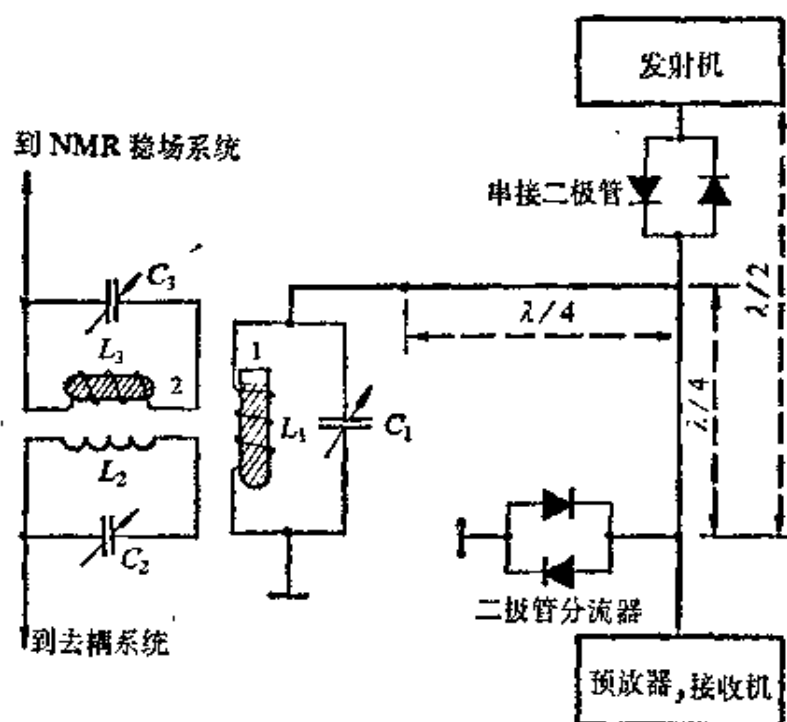 发射机
到 NMR 稳场系统
串接二极管
C₃
λ/2
λ/4
L₃
1
2
λ/4
L₁
C₁
L₂
C₂
二极管分流器
到去耦系统
预放器,接收机